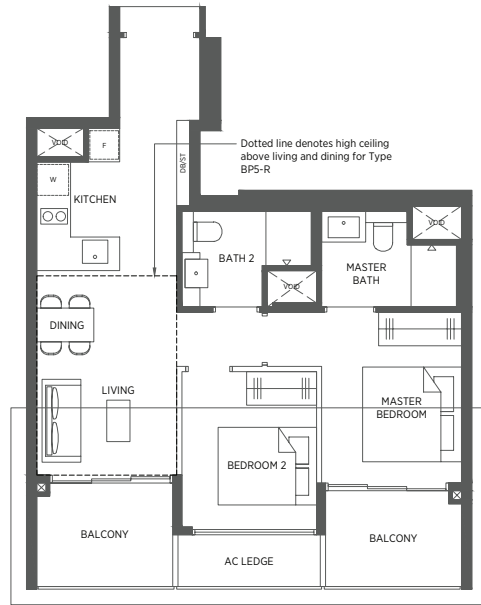 VOID
F
Dotted line denotes high ceiling
above living and dining for Type
BP5-R
DB/ST
W
KITCHEN
VOID
BATH 2
MASTER
BATH
VOID
DINING
LIVING
MASTER
BEDROOM
BEDROOM 2
BALCONY
BALCONY
AC LEDGE